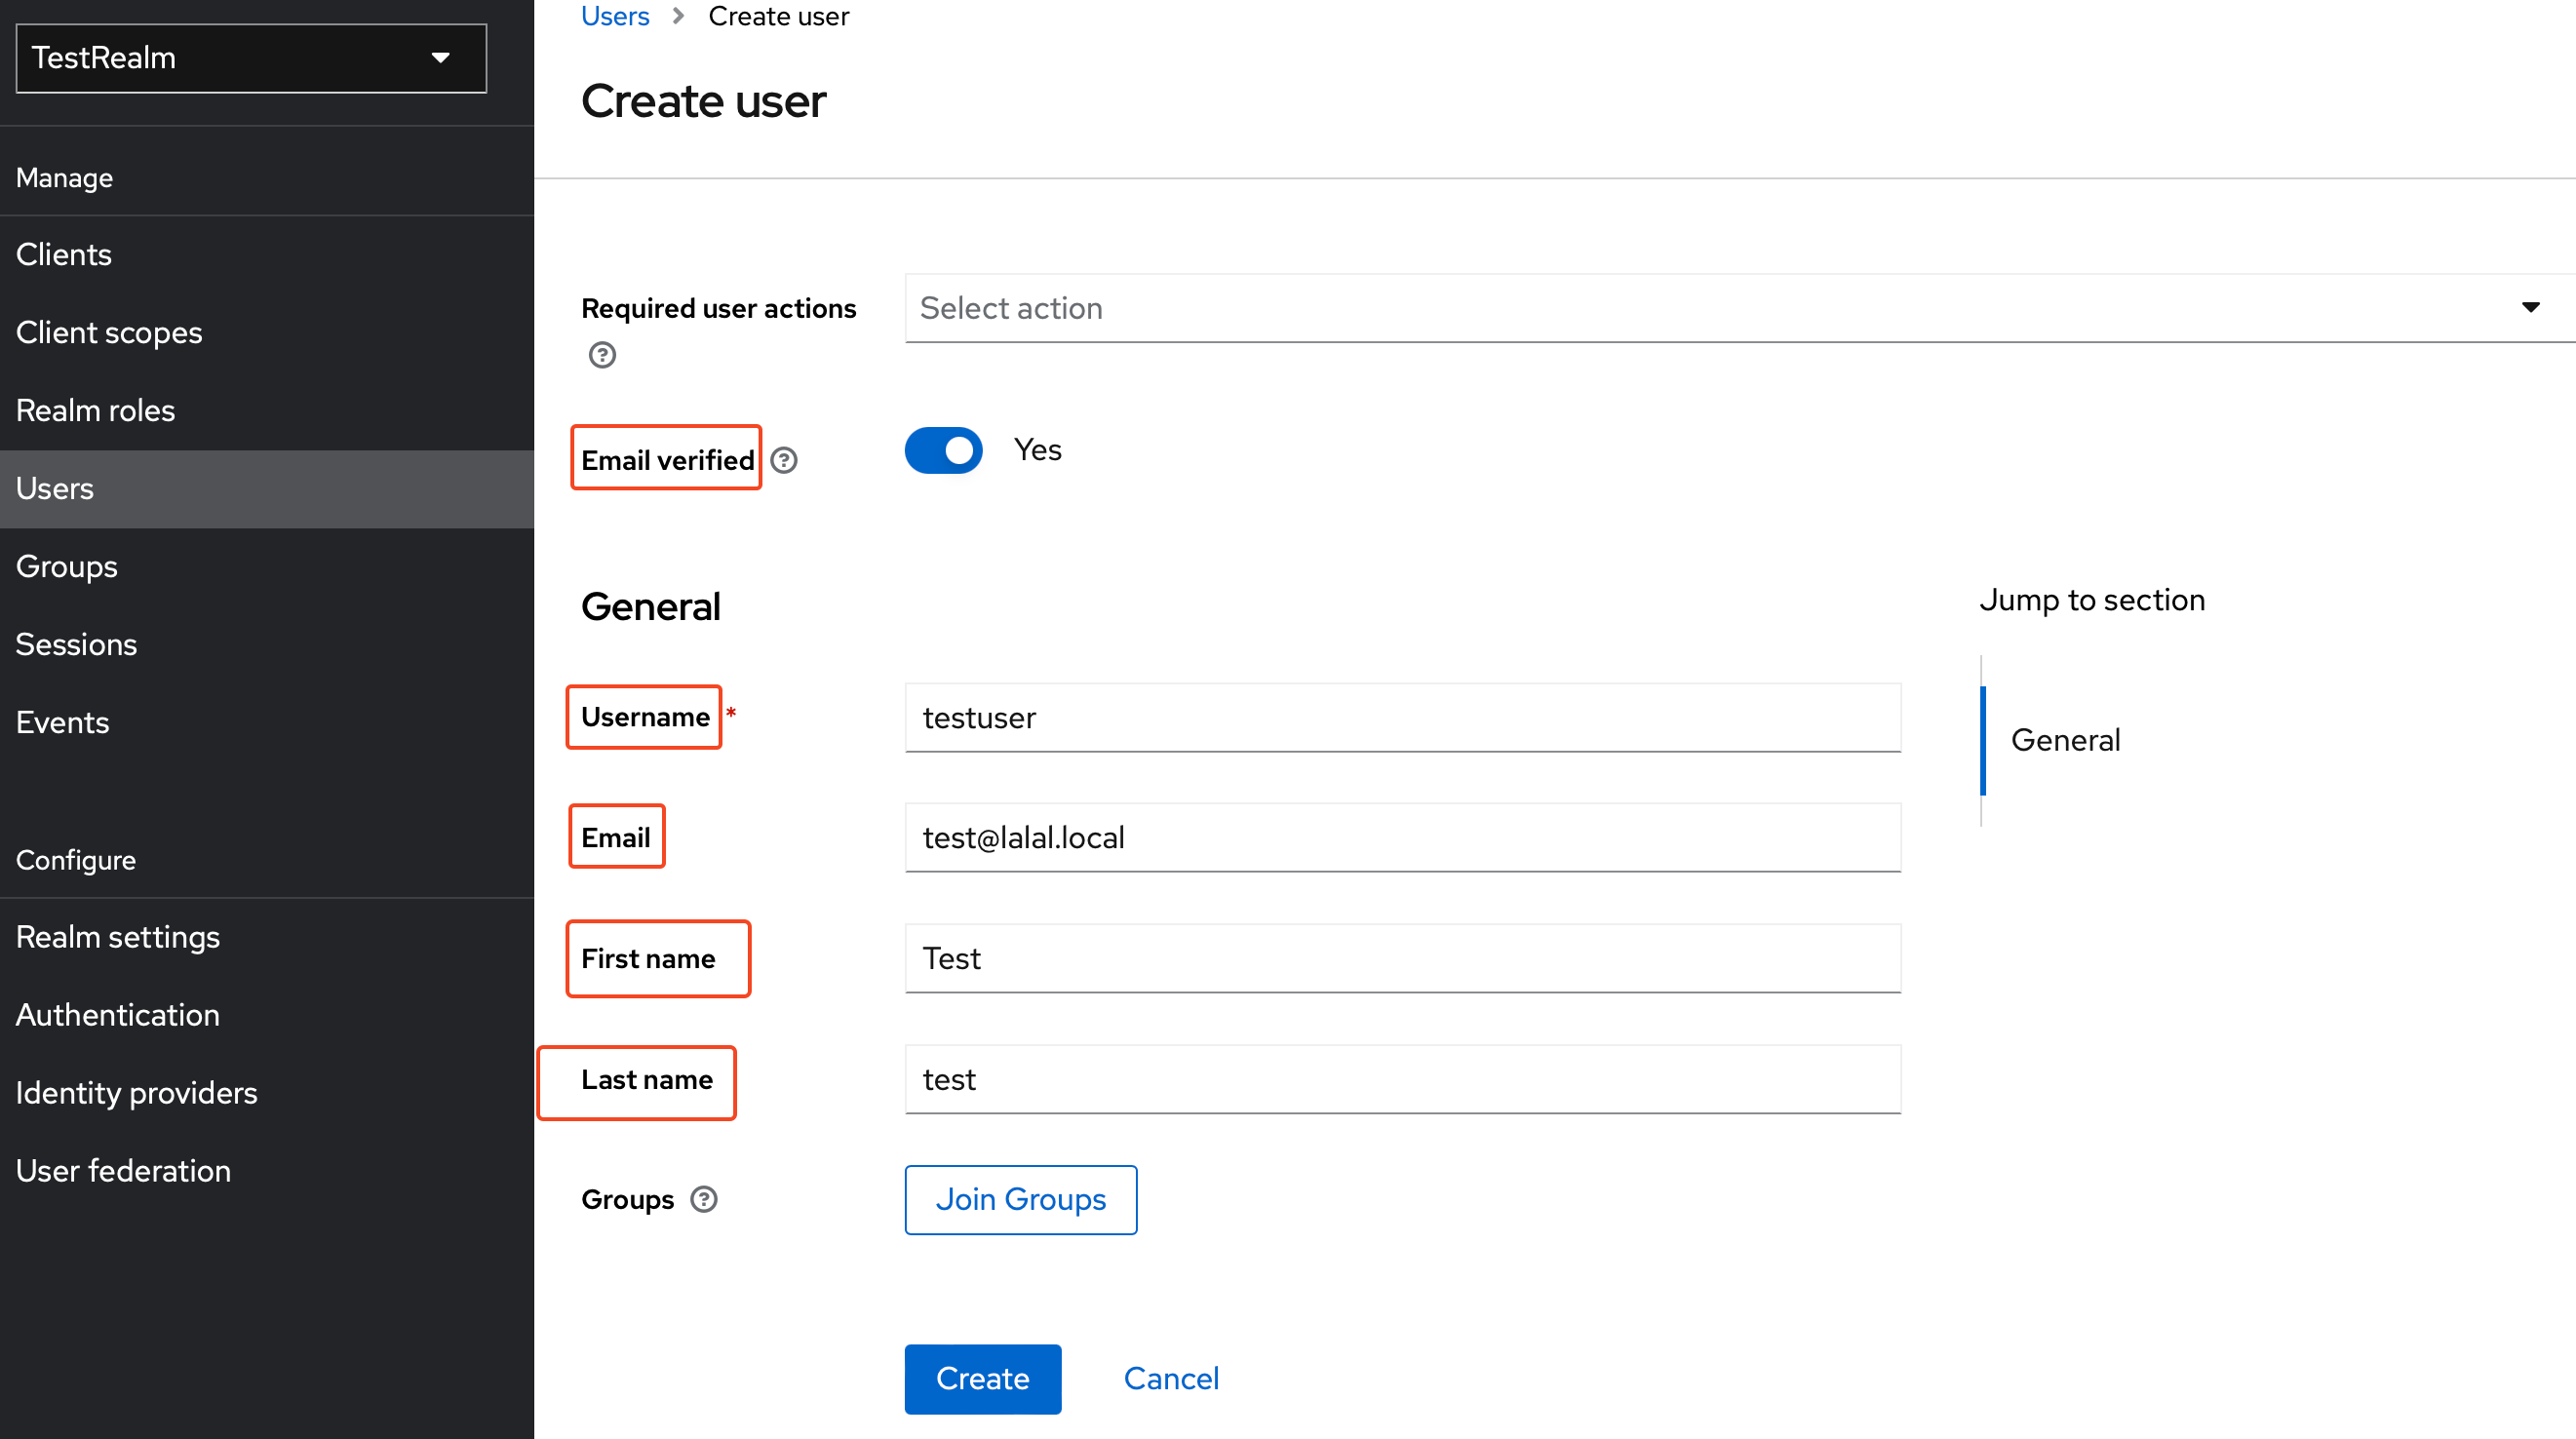 TestRealm
Manage
Clients
Client scopes
Realm roles
Users
Groups
Sessions
Events
Configure
Realm settings
Authentication
Identity providers
User federation
Users > Create user
Create user
Required user actions
Select action
Email verified
Yes
General
Username *
testuser
Email
test@lalal.local
First name
Test
Last name
test
Groups
Join Groups
Create
Cancel
Jump to section
General